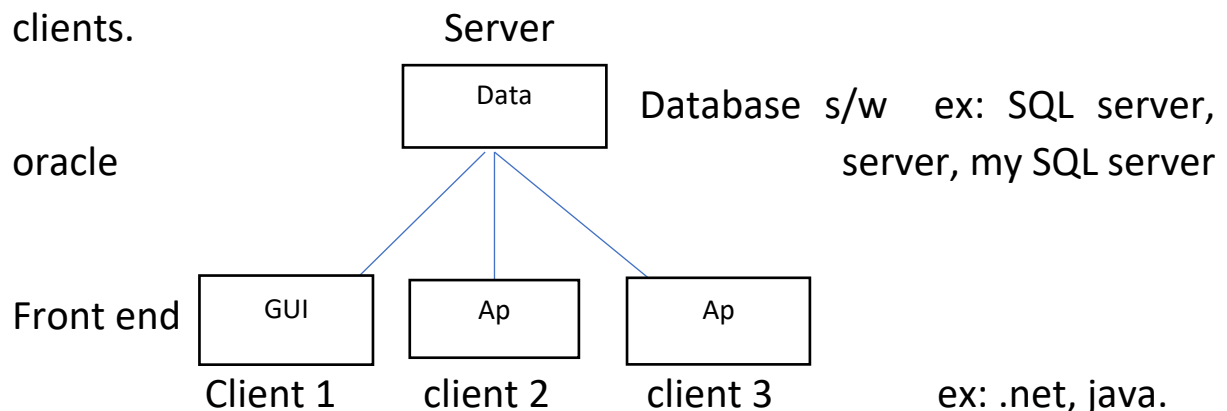 clients. Server
Data
Database s/w ex: SQL server,
oracle server, my SQL server
Front end GUI Ap Ap
Client 1 client 2 client 3 ex: .net, java.